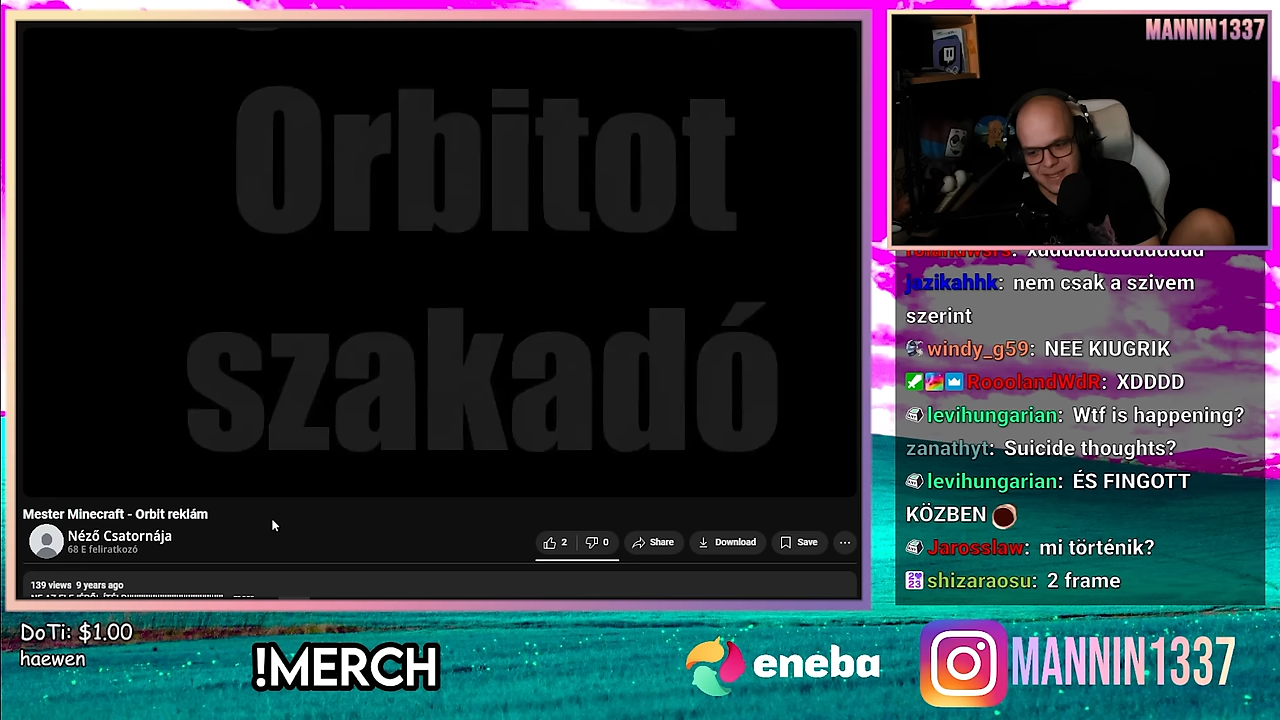 Orbitot
szakadó
Mester Minecraft - Orbit reklám
Néző Csatornája
68 E feliratkozó
2
0
Share
Download
Save
139 views 9 years ago
MANNIN1337
jazikahhk: nem csak a szivem
szerint
windy_g59: NEE KIUGRIK
RooolandWdR: XDDDD
levihungarian: Wtf is happening?
zanathyt: Suicide thoughts?
levihungarian: ÉS FINGOTT
KÖZBEN
Jarosslaw: mi történik?
shizaraosu: 2 frame
DoTi: $1.00
haewen
!MERCH
eneba
MANNIN1337